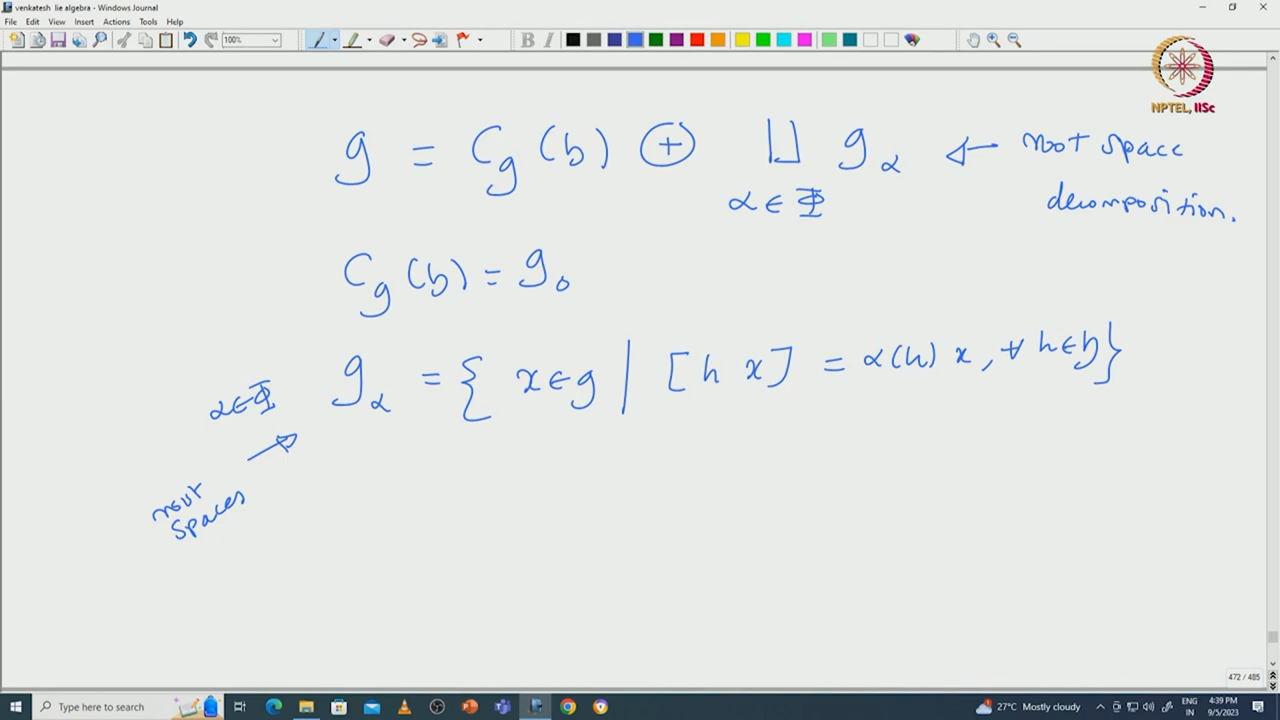 venkatesh lie algebra - Windows Journal
File Edit View Insert Actions Tools Help
100%
B I
NPTEL, IISc
g = C_g(h) ⊕ ⨆_{α∈Φ} g_α ← root space decomposition.
C_g(h) = g_0
α∈Φ g_α = { x∈g | [h x] = α(h) x, ∀ h∈h }
→
root
spaces
472 / 485
Type here to search
27°C Mostly cloudy
ENG
IN
4:39 PM
9/5/2023